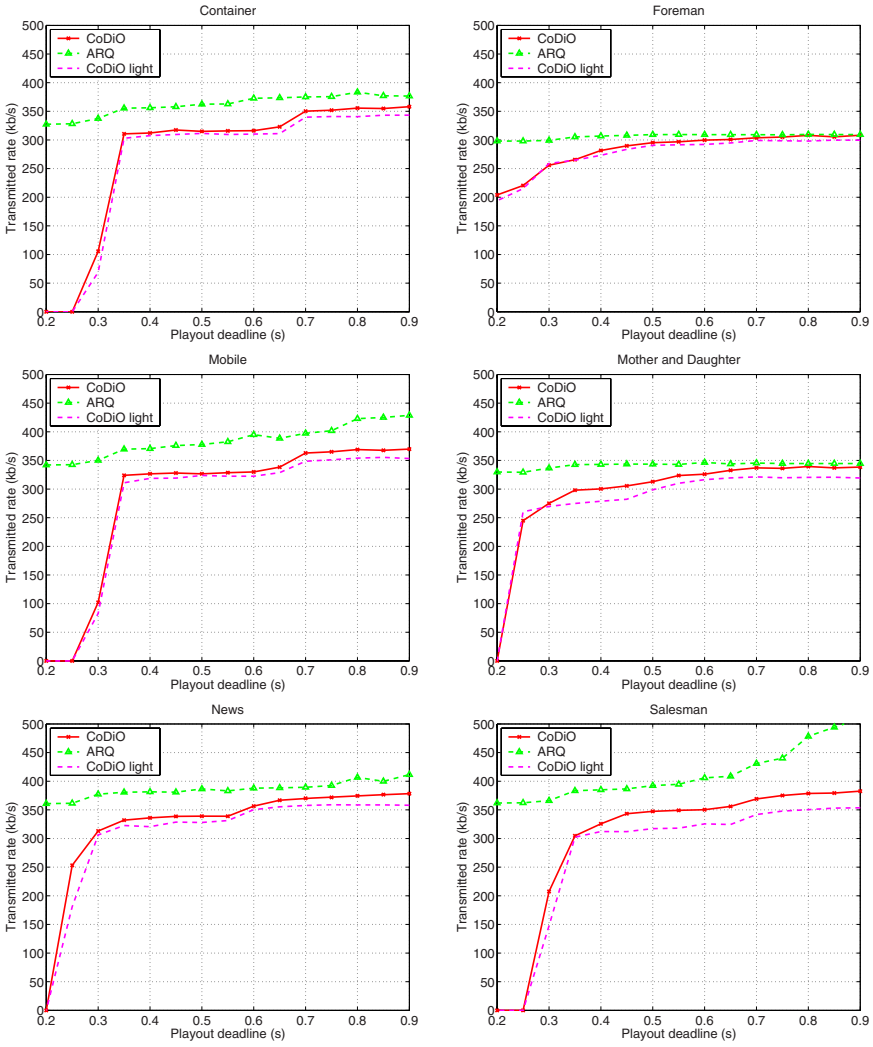 Container
500
450
400
350
300
250
200
150
100
50
0
Transmitted rate (kb/s)
CoDiO
ARQ
CoDiO light
0.2 0.3 0.4 0.5 0.6 0.7 0.8 0.9
Playout deadline (s)
Foreman
500
450
400
350
300
250
200
150
100
50
0
Transmitted rate (kb/s)
CoDiO
ARQ
CoDiO light
0.2 0.3 0.4 0.5 0.6 0.7 0.8 0.9
Playout deadline (s)
Mobile
500
450
400
350
300
250
200
150
100
50
0
Transmitted rate (kb/s)
CoDiO
ARQ
CoDiO light
0.2 0.3 0.4 0.5 0.6 0.7 0.8 0.9
Playout deadline (s)
Mother and Daughter
500
450
400
350
300
250
200
150
100
50
0
Transmitted rate (kb/s)
CoDiO
ARQ
CoDiO light
0.2 0.3 0.4 0.5 0.6 0.7 0.8 0.9
Playout deadline (s)
News
500
450
400
350
300
250
200
150
100
50
0
Transmitted rate (kb/s)
CoDiO
ARQ
CoDiO light
0.2 0.3 0.4 0.5 0.6 0.7 0.8 0.9
Playout deadline (s)
Salesman
500
450
400
350
300
250
200
150
100
50
0
Transmitted rate (kb/s)
CoDiO
ARQ
CoDiO light
0.2 0.3 0.4 0.5 0.6 0.7 0.8 0.9
Playout deadline (s)